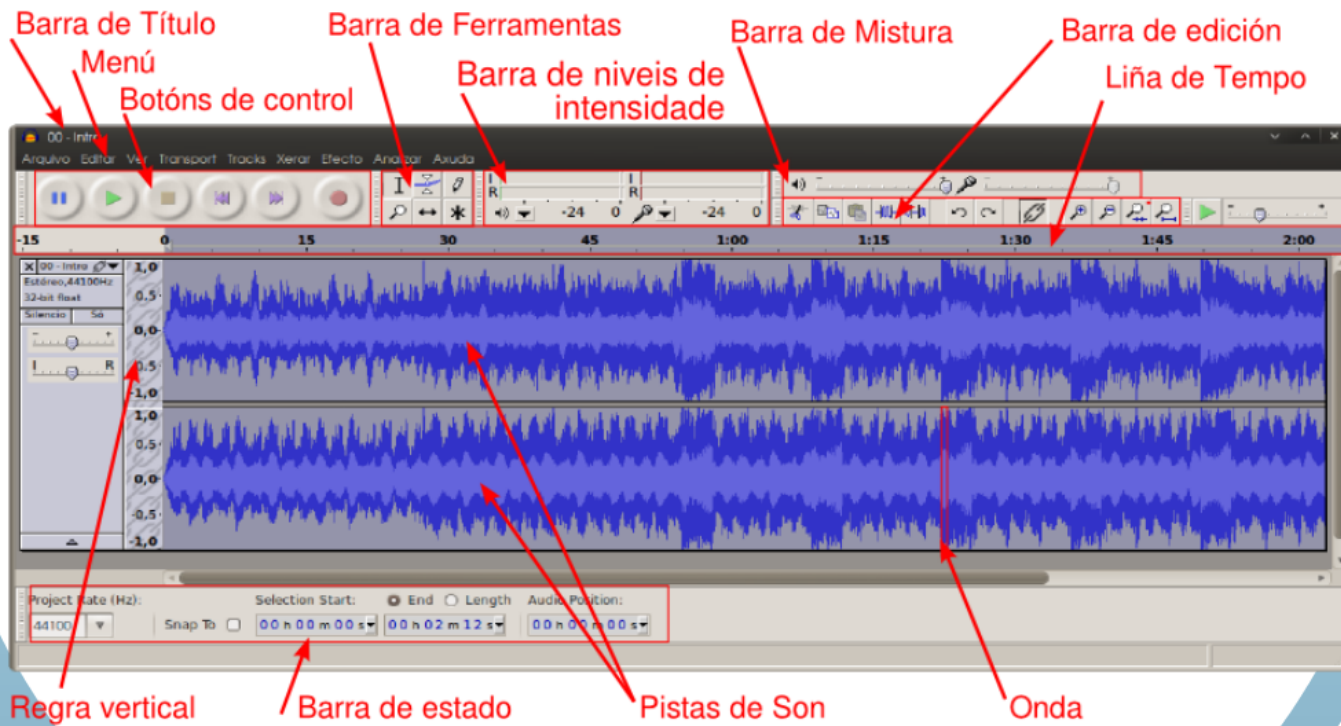 Barra de Título
Barra de Ferramentas
Barra de Mistura
Barra de edición
Menú
Barra de niveis de
intensidade
Liña de Tempo
Botóns de control
00 - Intro
Arquivo Editar Ver Transport Tracks Xerar Efecto Analizar Axuda
I
R
I
R
-24 0
-24 0
-15 0 15 30 45 1:00 1:15 1:30 1:45 2:00
X 00 - Intro
Estéreo,44100Hz
32-bit float
Silencio Só
- +
I R
1,0
0.5
0,0
0.5
-1,0
1,0
0.5
0,0
-0.5
-1,0
Project Rate (Hz):
Selection Start:
End
Length
Audio Position:
44100
Snap To
00 h 00 m 00 s
00 h 02 m 12 s
00 h 00 m 00 s
Regra vertical
Barra de estado
Pistas de Son
Onda